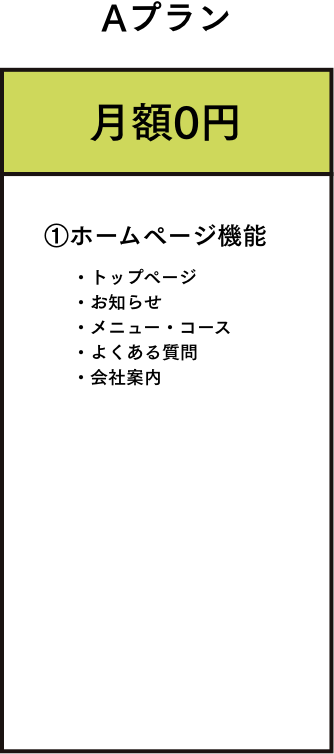 Aプラン
月額0円
①ホームページ機能
・トップページ
・お知らせ
・メニュー・コース
・よくある質問
・会社案内